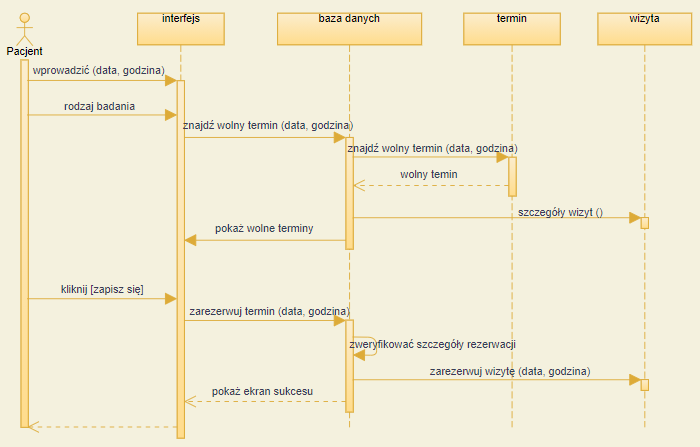 interfejs
baza danych
termin
wizyta
Pacjent
wprowadzić (data, godzina)
rodzaj badania
znajdź wolny termin (data, godzina)
znajdź wolny termin (data, godzina)
wolny temin
szczegóły wizyt ()
pokaż wolne terminy
kliknij [zapisz się]
zarezerwuj termin (data, godzina)
zweryfikować szczegóły rezerwacji
zarezerwuj wizytę (data, godzina)
pokaż ekran sukcesu